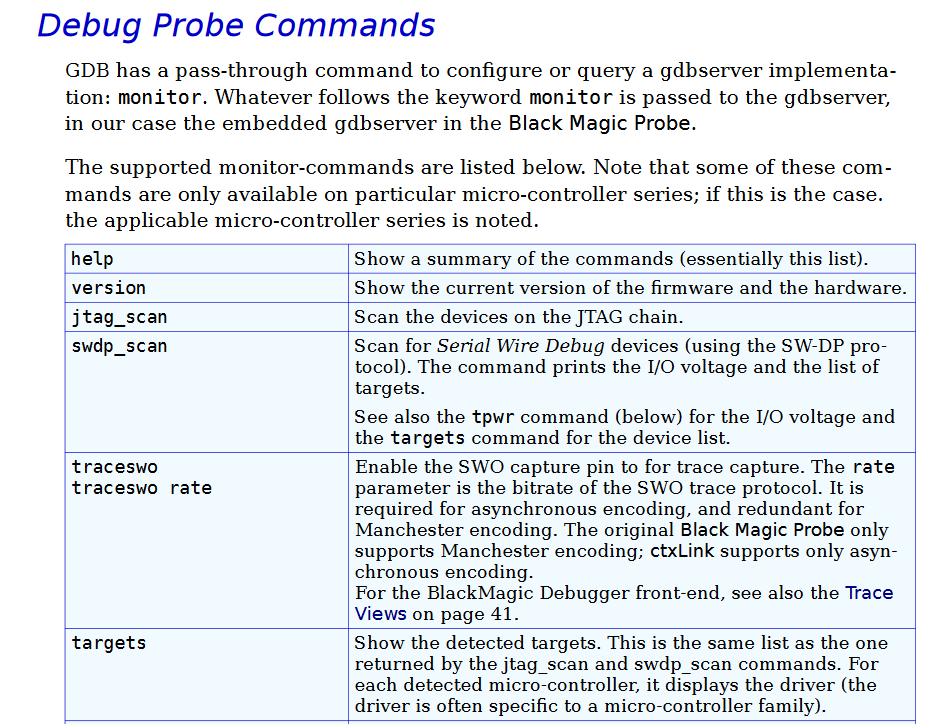 Debug Probe Commands
GDB has a pass-through command to configure or query a gdbserver implementa-
tion: monitor. Whatever follows the keyword monitor is passed to the gdbserver,
in our case the embedded gdbserver in the Black Magic Probe.
The supported monitor-commands are listed below. Note that some of these com-
mands are only available on particular micro-controller series; if this is the case.
the applicable micro-controller series is noted.
help
Show a summary of the commands (essentially this list).
version
Show the current version of the firmware and the hardware.
jtag_scan
Scan the devices on the JTAG chain.
swdp_scan
Scan for Serial Wire Debug devices (using the SW-DP pro-
tocol). The command prints the I/O voltage and the list of
targets.
See also the tpwr command (below) for the I/O voltage and
the targets command for the device list.
traceswo
traceswo rate
Enable the SWO capture pin to for trace capture. The rate
parameter is the bitrate of the SWO trace protocol. It is
required for asynchronous encoding, and redundant for
Manchester encoding. The original Black Magic Probe only
supports Manchester encoding; ctxLink supports only asyn-
chronous encoding.
For the BlackMagic Debugger front-end, see also the Trace
Views on page 41.
targets
Show the detected targets. This is the same list as the one
returned by the jtag_scan and swdp_scan commands. For
each detected micro-controller, it displays the driver (the
driver is often specific to a micro-controller family).